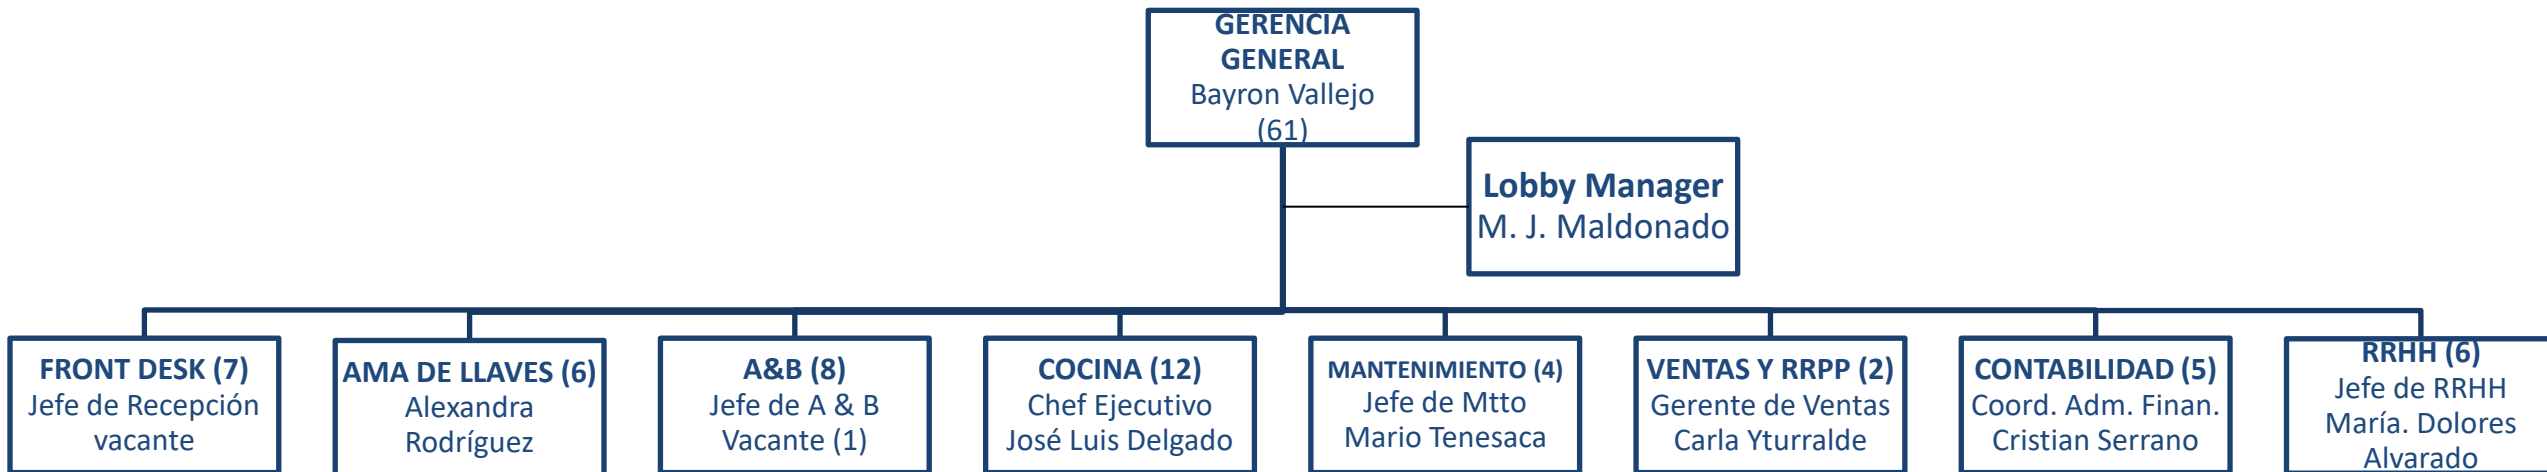 GERENCIA
GENERAL
Bayron Vallejo
(61)
Lobby Manager
M. J. Maldonado
FRONT DESK (7)
Jefe de Recepción
vacante
AMA DE LLAVES (6)
Alexandra
Rodríguez
A&B (8)
Jefe de A & B
Vacante (1)
COCINA (12)
Chef Ejecutivo
José Luis Delgado
MANTENIMIENTO (4)
Jefe de Mtto
Mario Tenesaca
VENTAS Y RRPP (2)
Gerente de Ventas
Carla Yturralde
CONTABILIDAD (5)
Coord. Adm. Finan.
Cristian Serrano
RRHH (6)
Jefe de RRHH
María. Dolores
Alvarado